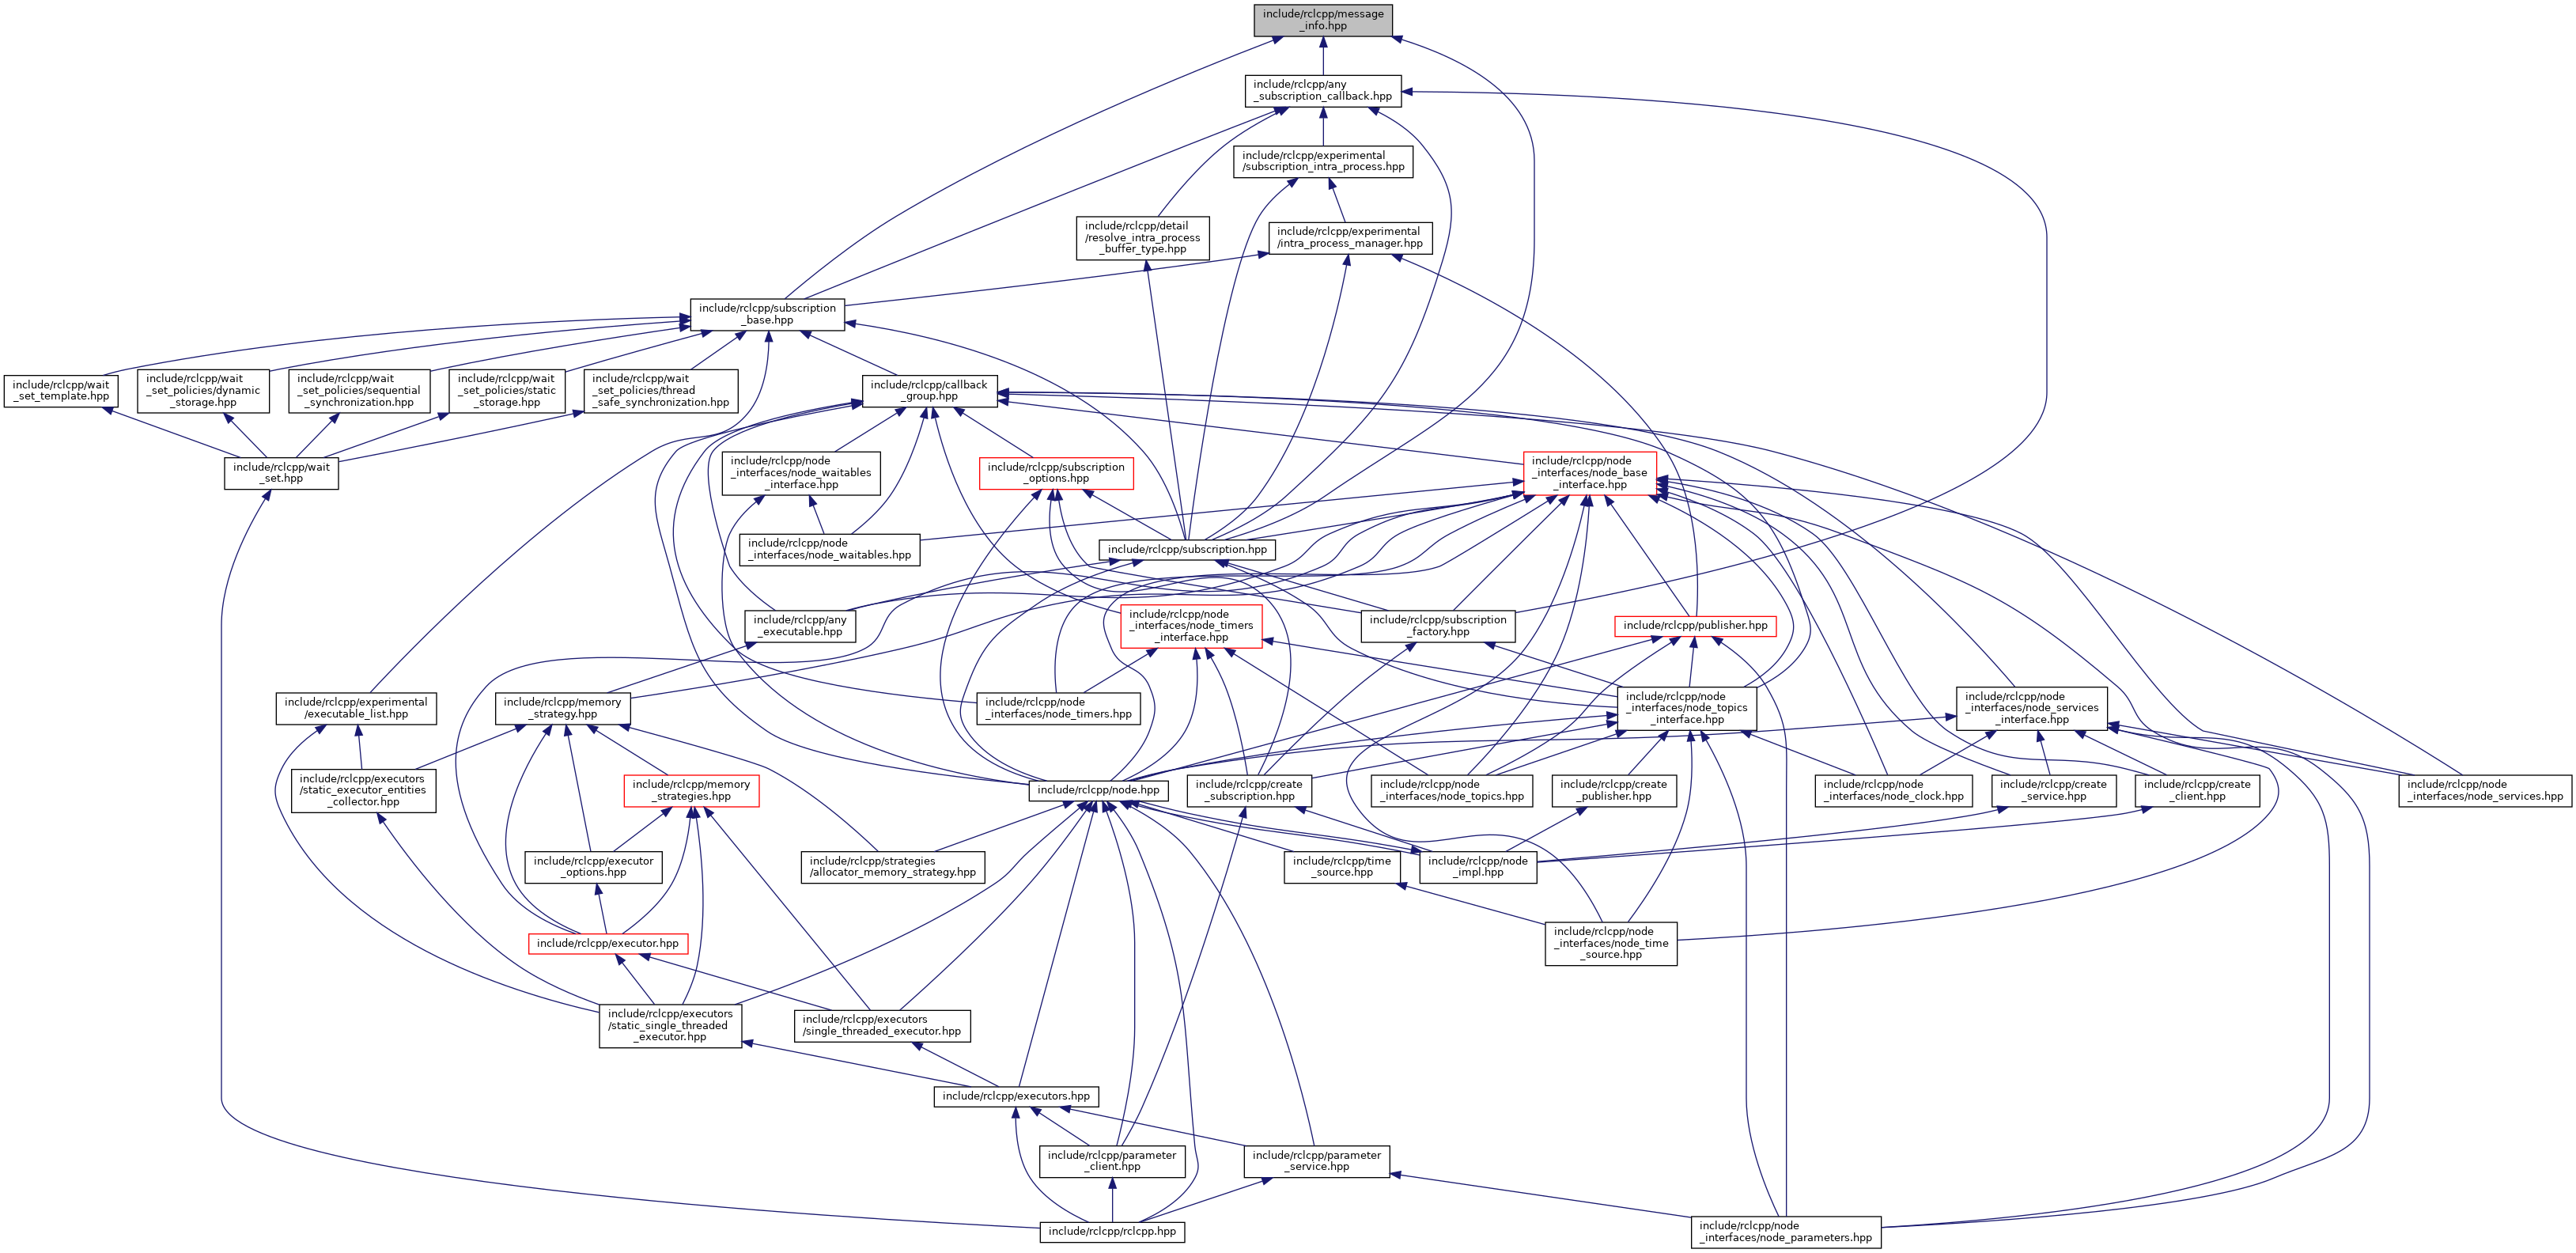 include/rclcpp/message
_info.hpp
include/rclcpp/any
_subscription_callback.hpp
include/rclcpp/experimental
/subscription_intra_process.hpp
include/rclcpp/detail
/resolve_intra_process
_buffer_type.hpp
include/rclcpp/experimental
/intra_process_manager.hpp
include/rclcpp/subscription
_base.hpp
include/rclcpp/wait
_set_template.hpp
include/rclcpp/wait
_set_policies/dynamic
_storage.hpp
include/rclcpp/wait
_set_policies/sequential
_synchronization.hpp
include/rclcpp/wait
_set_policies/static
_storage.hpp
include/rclcpp/wait
_set_policies/thread
_safe_synchronization.hpp
include/rclcpp/callback
_group.hpp
include/rclcpp/wait
_set.hpp
include/rclcpp/node
_interfaces/node_waitables
_interface.hpp
include/rclcpp/subscription
_options.hpp
include/rclcpp/node
_interfaces/node_base
_interface.hpp
include/rclcpp/node
_interfaces/node_waitables.hpp
include/rclcpp/subscription.hpp
include/rclcpp/any
_executable.hpp
include/rclcpp/node
_interfaces/node_timers
_interface.hpp
include/rclcpp/subscription
_factory.hpp
include/rclcpp/publisher.hpp
include/rclcpp/experimental
/executable_list.hpp
include/rclcpp/memory
_strategy.hpp
include/rclcpp/node
_interfaces/node_timers.hpp
include/rclcpp/node
_interfaces/node_topics
_interface.hpp
include/rclcpp/node
_interfaces/node_services
_interface.hpp
include/rclcpp/executors
/static_executor_entities
_collector.hpp
include/rclcpp/memory
_strategies.hpp
include/rclcpp/node.hpp
include/rclcpp/create
_subscription.hpp
include/rclcpp/node
_interfaces/node_topics.hpp
include/rclcpp/create
_publisher.hpp
include/rclcpp/node
_interfaces/node_clock.hpp
include/rclcpp/create
_service.hpp
include/rclcpp/create
_client.hpp
include/rclcpp/node
_interfaces/node_services.hpp
include/rclcpp/executor
_options.hpp
include/rclcpp/strategies
/allocator_memory_strategy.hpp
include/rclcpp/time
_source.hpp
include/rclcpp/node
_impl.hpp
include/rclcpp/executor.hpp
include/rclcpp/node
_interfaces/node_time
_source.hpp
include/rclcpp/executors
/static_single_threaded
_executor.hpp
include/rclcpp/executors
/single_threaded_executor.hpp
include/rclcpp/executors.hpp
include/rclcpp/parameter
_client.hpp
include/rclcpp/parameter
_service.hpp
include/rclcpp/rclcpp.hpp
include/rclcpp/node
_interfaces/node_parameters.hpp